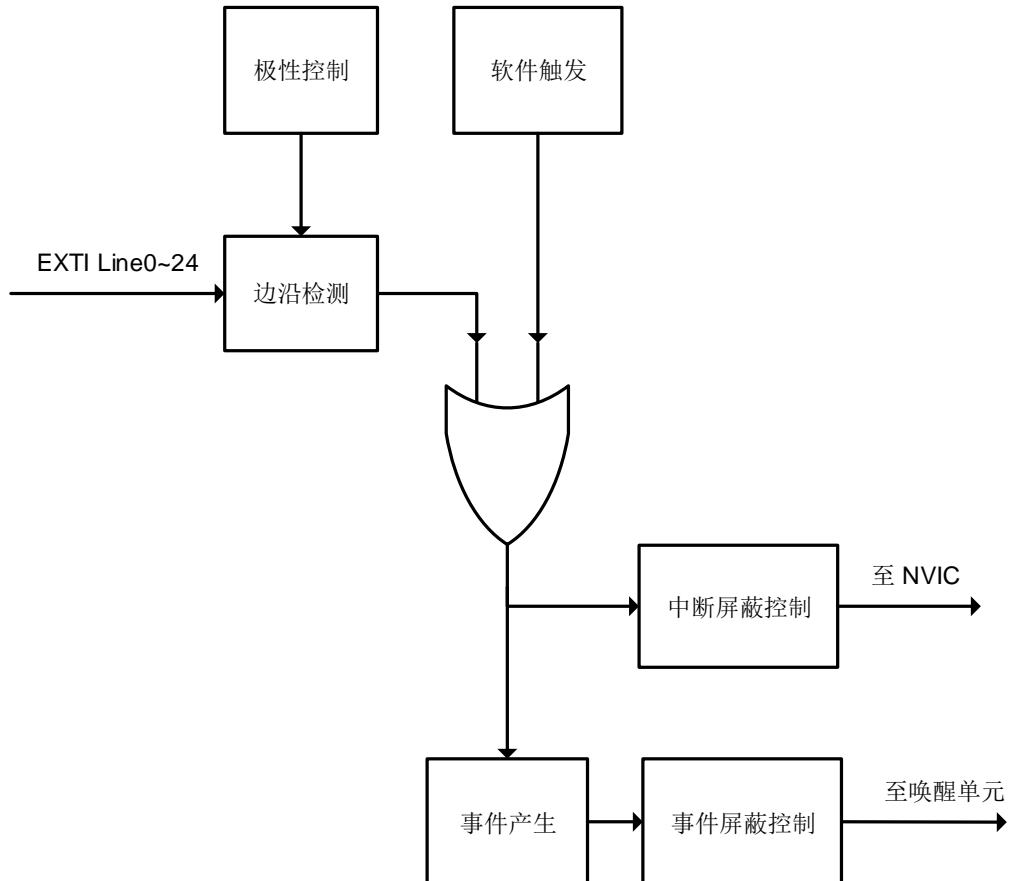 极性控制
软件触发
EXTI Line0~24
边沿检测
至 NVIC
中断屏蔽控制
至唤醒单元
事件产生
事件屏蔽控制